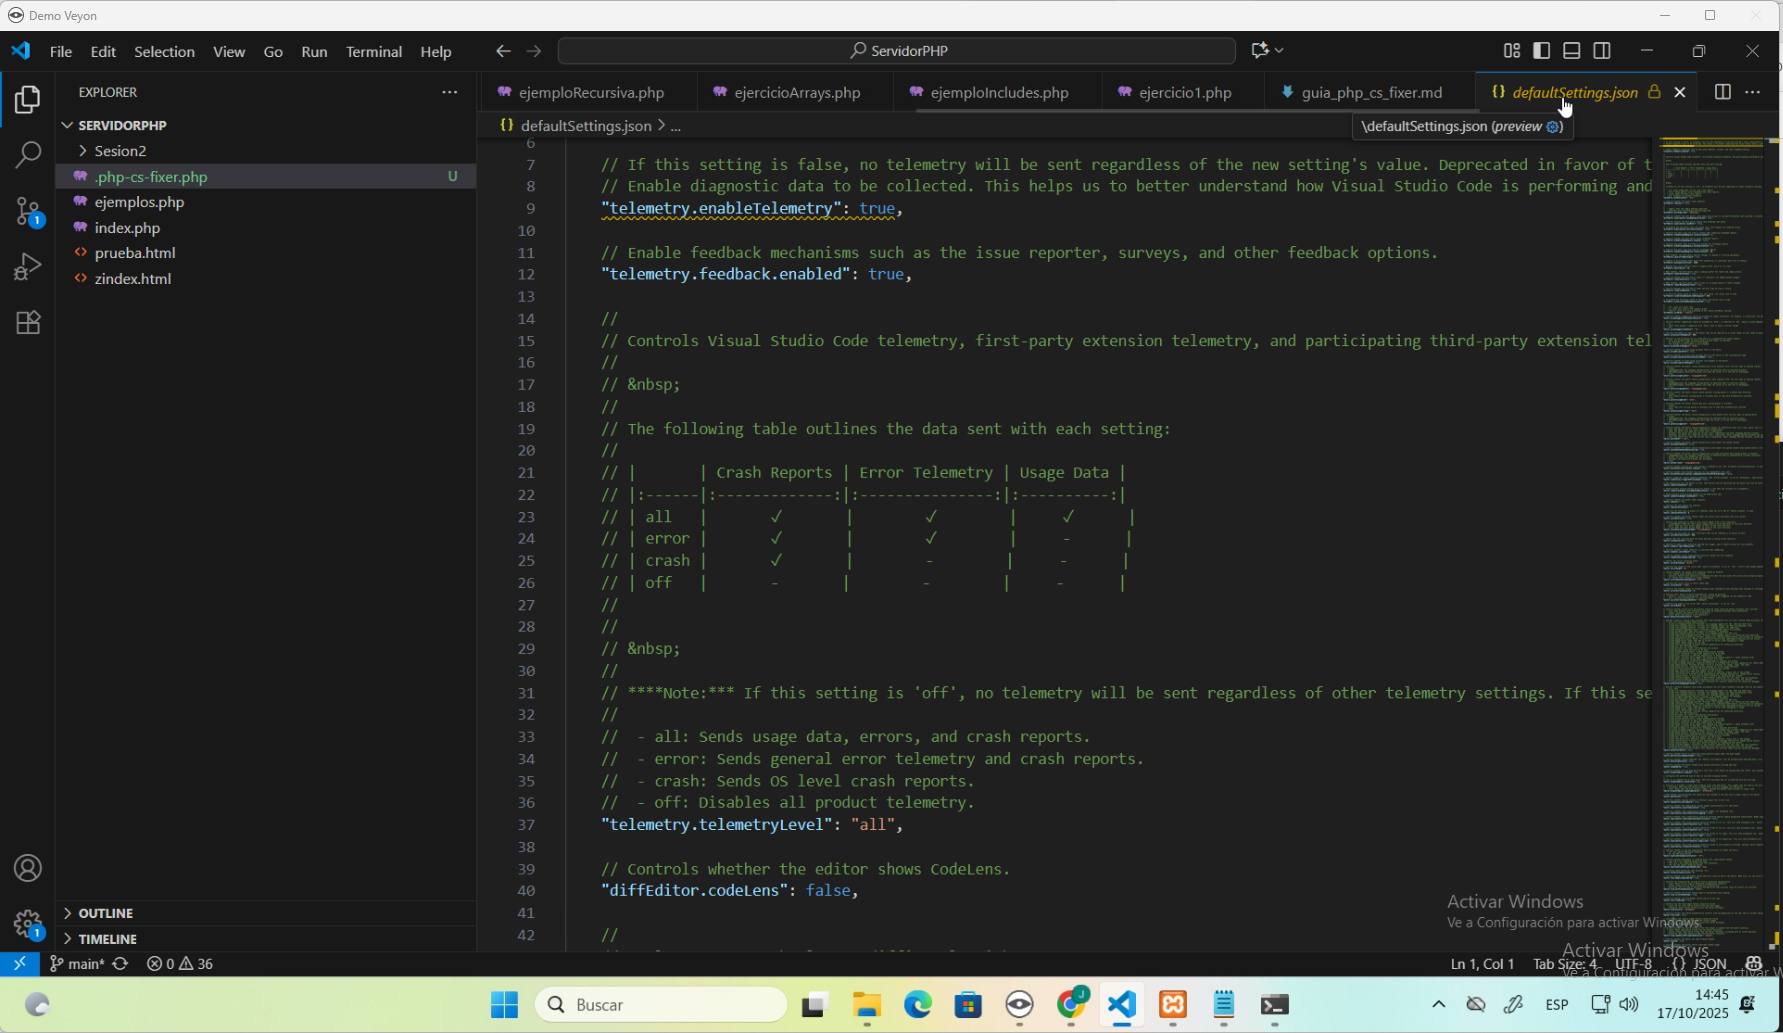 Demo Veyon
File Edit Selection View Go Run Terminal Help
ServidorPHP
EXPLORER
ejemploRecursiva.php
ejercicioArrays.php
ejemploIncludes.php
ejercicio1.php
guia_php_cs_fixer.md
{} defaultSettings.json
SERVIDORPHP
{} defaultSettings.json > ...
\defaultSettings.json (preview)
Sesion2
.php-cs-fixer.php U
ejemplos.php
index.php
prueba.html
zindex.html
OUTLINE
TIMELINE
1
1
6
7 // If this setting is false, no telemetry will be sent regardless of the new setting's value. Deprecated in favor of t
8 // Enable diagnostic data to be collected. This helps us to better understand how Visual Studio Code is performing and
9 "telemetry.enableTelemetry": true,
10
11 // Enable feedback mechanisms such as the issue reporter, surveys, and other feedback options.
12 "telemetry.feedback.enabled": true,
13
14 //
15 // Controls Visual Studio Code telemetry, first-party extension telemetry, and participating third-party extension tel
16 //
17 // &nbsp;
18 //
19 // The following table outlines the data sent with each setting:
20 //
21 // |       | Crash Reports | Error Telemetry | Usage Data |
22 // |:------|:-------------:|:---------------:|:----------:|
23 // | all   |       ✓       |        ✓        |     ✓      |
24 // | error |       ✓       |        ✓        |     -      |
25 // | crash |       ✓       |        -        |     -      |
26 // | off   |       -       |        -        |     -      |
27 //
28 //
29 // &nbsp;
30 //
31 // ****Note:*** If this setting is 'off', no telemetry will be sent regardless of other telemetry settings. If this se
32 //
33 // - all: Sends usage data, errors, and crash reports.
34 // - error: Sends general error telemetry and crash reports.
35 // - crash: Sends OS level crash reports.
36 // - off: Disables all product telemetry.
37 "telemetry.telemetryLevel": "all",
38
39 // Controls whether the editor shows CodeLens.
40 "diffEditor.codeLens": false,
41
42 //
Activar Windows
Ve a Configuración para activar Windows.
Activar Windows
Ve a Configuración para activar W
main* 0 36
Ln 1, Col 1 Tab Size: 4 UTF-8 {} JSON
Buscar
ESP
14:45
17/10/2025